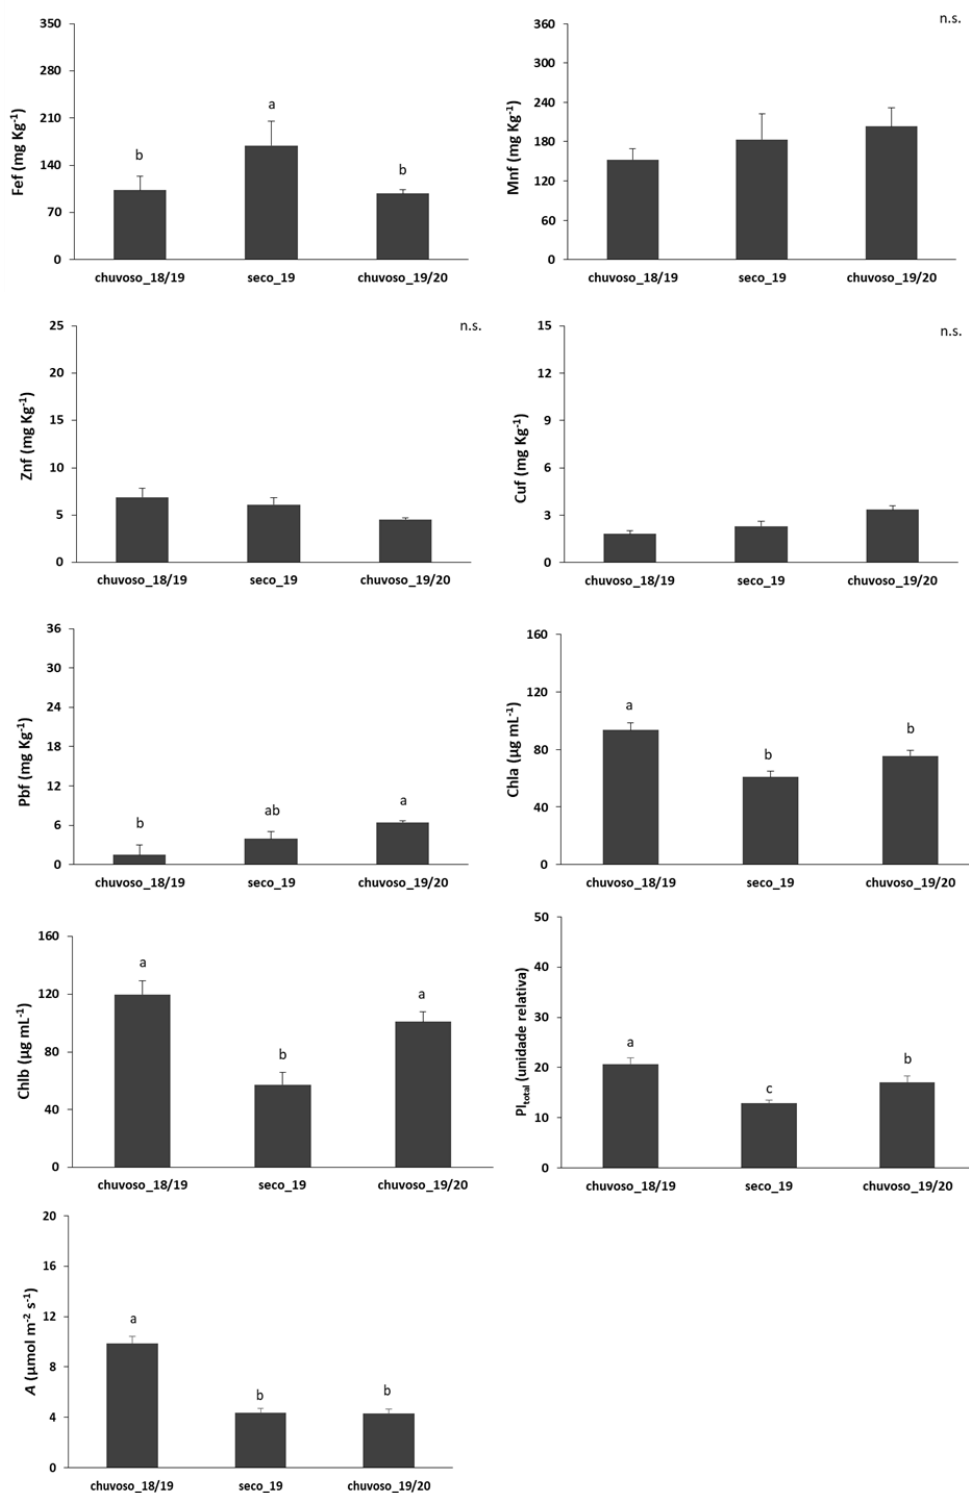 360
280
210
140
70
0
Fef (mg Kg⁻¹)
b
a
b
chuvoso_18/19
seco_19
chuvoso_19/20
n.s.
360
300
240
180
120
60
0
Mnf (mg Kg⁻¹)
chuvoso_18/19
seco_19
chuvoso_19/20
n.s.
25
20
15
10
5
0
Znf (mg Kg⁻¹)
chuvoso_18/19
seco_19
chuvoso_19/20
n.s.
15
12
9
6
3
0
Cuf (mg Kg⁻¹)
chuvoso_18/19
seco_19
chuvoso_19/20
36
30
24
18
12
6
0
Pbf (mg Kg⁻¹)
b
ab
a
chuvoso_18/19
seco_19
chuvoso_19/20
160
120
80
40
0
Chla (µg mL⁻¹)
a
b
b
chuvoso_18/19
seco_19
chuvoso_19/20
160
120
80
40
0
Chlb (µg mL⁻¹)
a
b
a
chuvoso_18/19
seco_19
chuvoso_19/20
50
40
30
20
10
0
PI_total (unidade relativa)
a
c
b
chuvoso_18/19
seco_19
chuvoso_19/20
20
16
12
8
4
0
A (µmol m⁻² s⁻¹)
a
b
b
chuvoso_18/19
seco_19
chuvoso_19/20